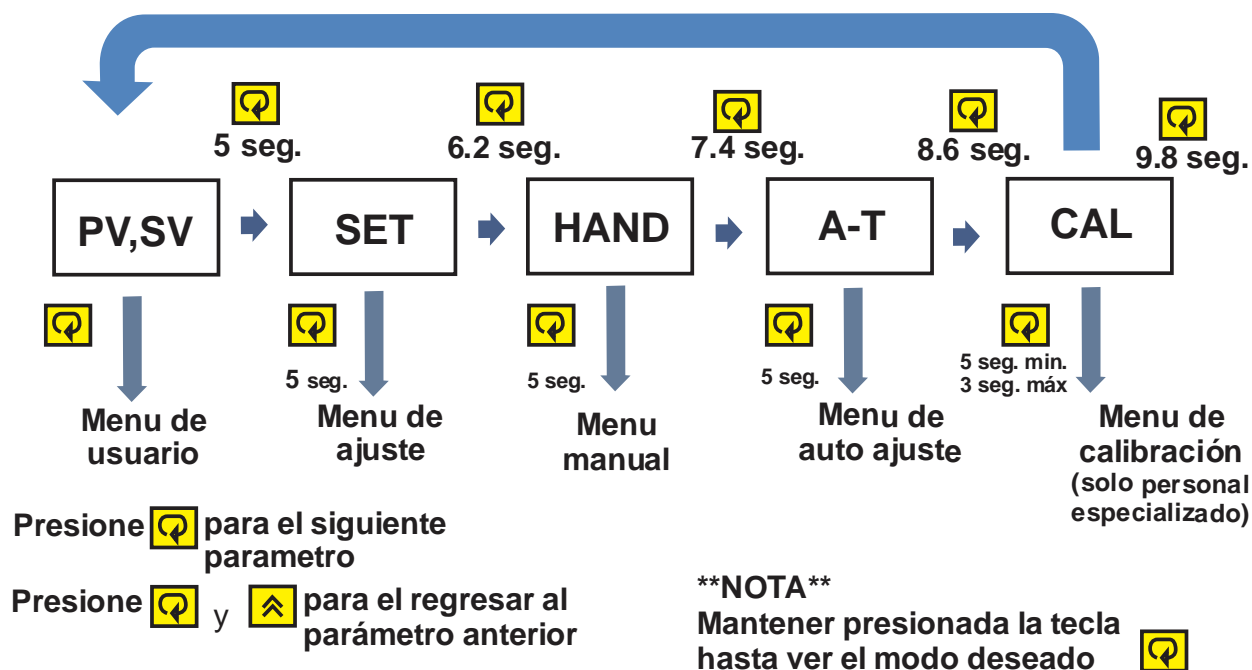 5 seg.
6.2 seg.
7.4 seg.
8.6 seg.
9.8 seg.
PV,SV
SET
HAND
A-T
CAL
5 seg.
5 seg.
5 seg.
5 seg. min.
3 seg. máx
Menu de
usuario
Menu de
ajuste
Menu
manual
Menu de
auto ajuste
Menu de
calibración
(solo personal
especializado)
Presione para el siguiente
parametro
Presione y para el regresar al
parámetro anterior
**NOTA**
Mantener presionada la tecla
hasta ver el modo deseado